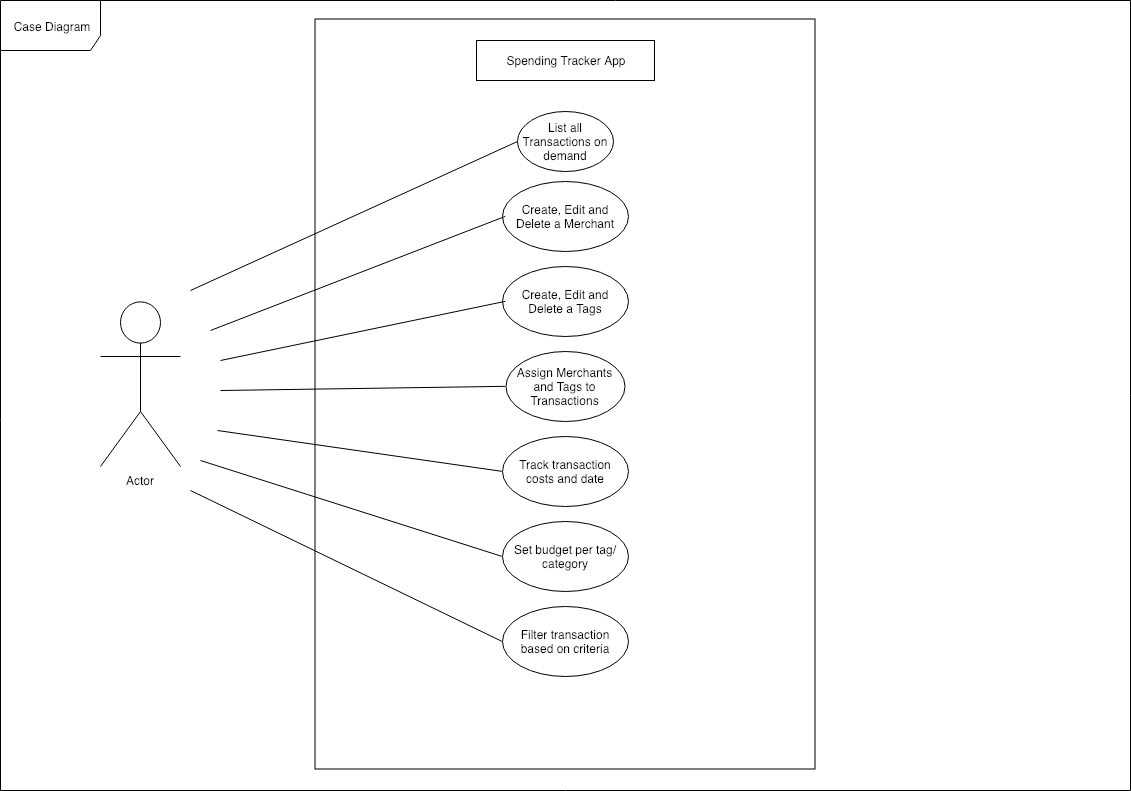 Case Diagram
Spending Tracker App
List all
Transactions on
demand
Create, Edit and
Delete a Merchant
Create, Edit and
Delete a Tags
Assign Merchants
and Tags to
Transactions
Track transaction
costs and date
Set budget per tag/
category
Filter transaction
based on criteria
Actor